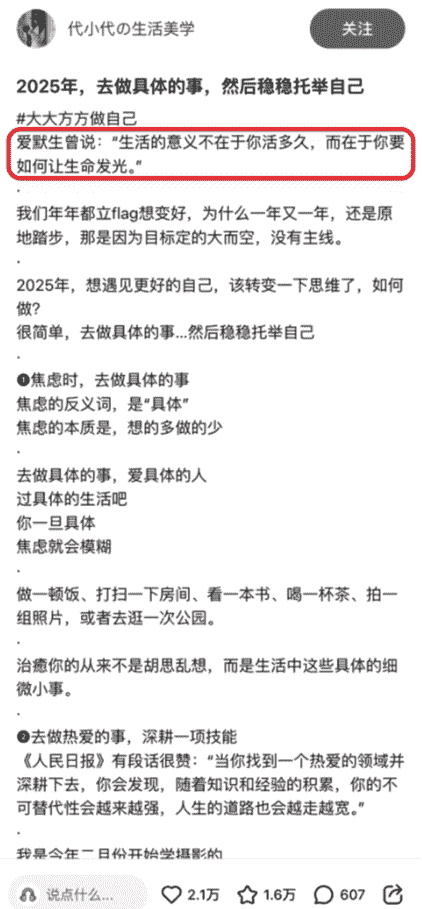 代小代の生活美学
关注
2025年，去做具体的事，然后稳稳托举自己
#大大方方做自己
爱默生曾说：“生活的意义不在于你活多久，而在于你要
如何让生命发光。”
·
我们年年都立flag想变好，为什么一年又一年，还是原
地踏步，那是因为目标定的大而空，没有主线。
·
2025年，想遇见更好的自己，该转变一下思维了，如何
做？
很简单，去做具体的事...然后稳稳托举自己
·
❶焦虑时，去做具体的事
焦虑的反义词，是“具体”
焦虑的本质是，想的多做的少
·
去做具体的事，爱具体的人
过具体的生活吧
你一旦具体
焦虑就会模糊
·
做一顿饭、打扫一下房间、看一本书、喝一杯茶、拍一
组照片，或者去逛一次公园。
·
治癒你的从来不是胡思乱想，而是生活中这些具体的细
微小事。
·
❷去做热爱的事，深耕一项技能
《人民日报》有段话很赞：“当你找到一个热爱的领域并
深耕下去，你会发现，随着知识和经验的积累，你的不
可替代性会越来越强，人生的道路也会越走越宽。”
·
我是今年二月份开始学摄影的
说点什么...
2.1万
1.6万
607